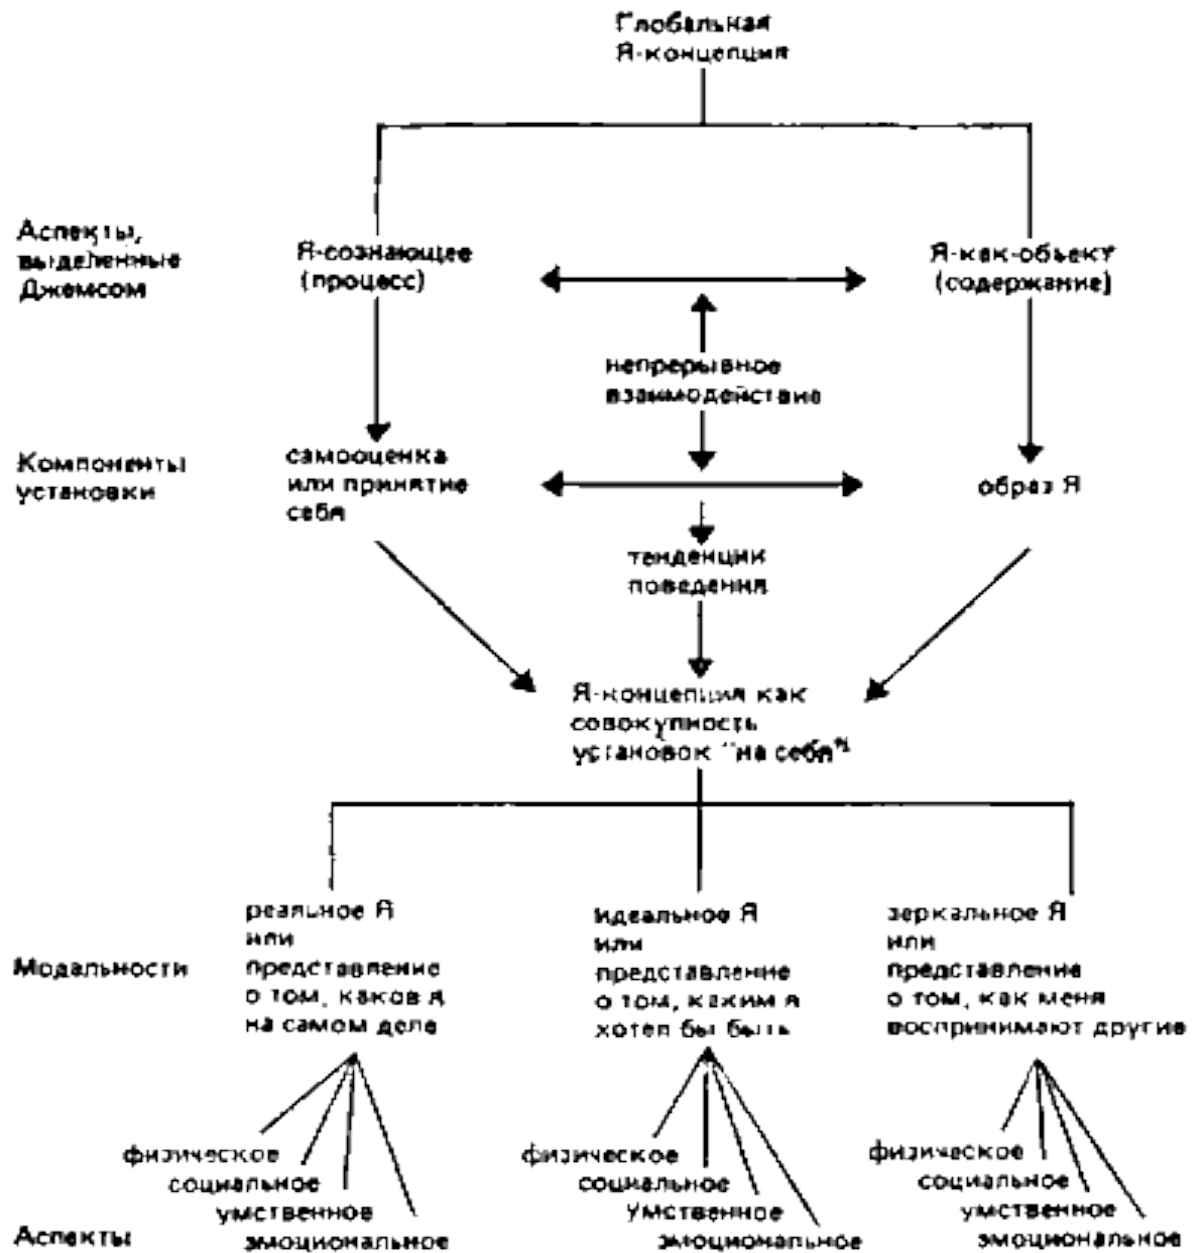 Глобальная
Я-концепция
Аспекты,
выделенные
Джемсом
Я-сознающее
(процесс)
Я-как-объект
(содержание)
непрерывное
взаимодействие
Компоненты
установки
самооценка
или принятие
себя
образ Я
тенденции
поведения
Я-концепция как
совокупность
установок "на себя"
Модальности
реальное Я
или
представление
о том, каков я
на самом деле
идеальное Я
или
представление
о том, каким я
хотел бы быть
зеркальное Я
или
представление
о том, как меня
воспринимают другие
Аспекты
физическое
социальное
умственное
эмоциональное
физическое
социальное
умственное
эмоциональное
физическое
социальное
умственное
эмоциональное